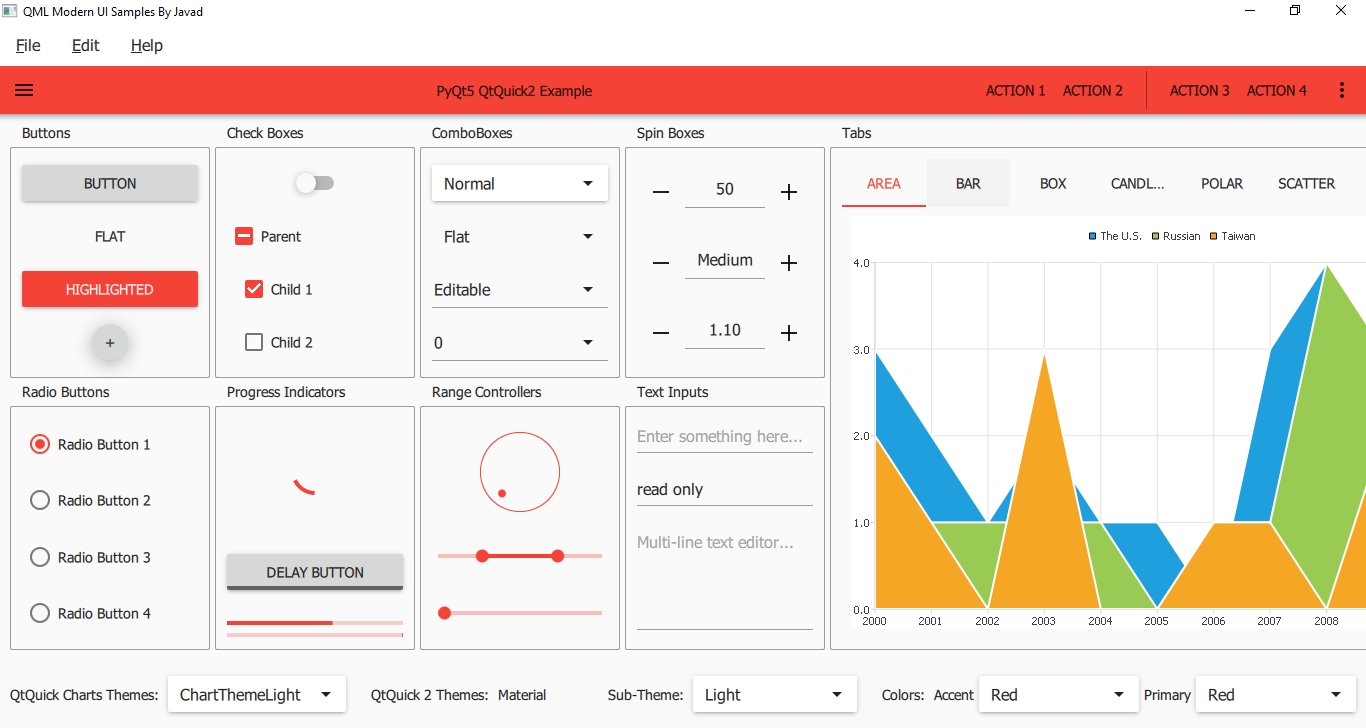 QML Modern UI Samples By Javad
File Edit Help
PyQt5 QtQuick2 Example ACTION 1 ACTION 2 ACTION 3 ACTION 4
Buttons
BUTTON
FLAT
HIGHLIGHTED
+
Check Boxes
Parent
Child 1
Child 2
ComboBoxes
Normal
Flat
Editable
0
Spin Boxes
50
Medium
1.10
Radio Buttons
Radio Button 1
Radio Button 2
Radio Button 3
Radio Button 4
Progress Indicators
DELAY BUTTON
Range Controllers
Text Inputs
Enter something here...
read only
Multi-line text editor...
Tabs
AREA BAR BOX CANDL... POLAR SCATTER
The U.S. Russian Taiwan
4.0
3.0
2.0
1.0
0.0
2000 2001 2002 2003 2004 2005 2006 2007 2008
QtQuick Charts Themes: ChartThemeLight QtQuick 2 Themes: Material Sub-Theme: Light Colors: Accent Red Primary Red